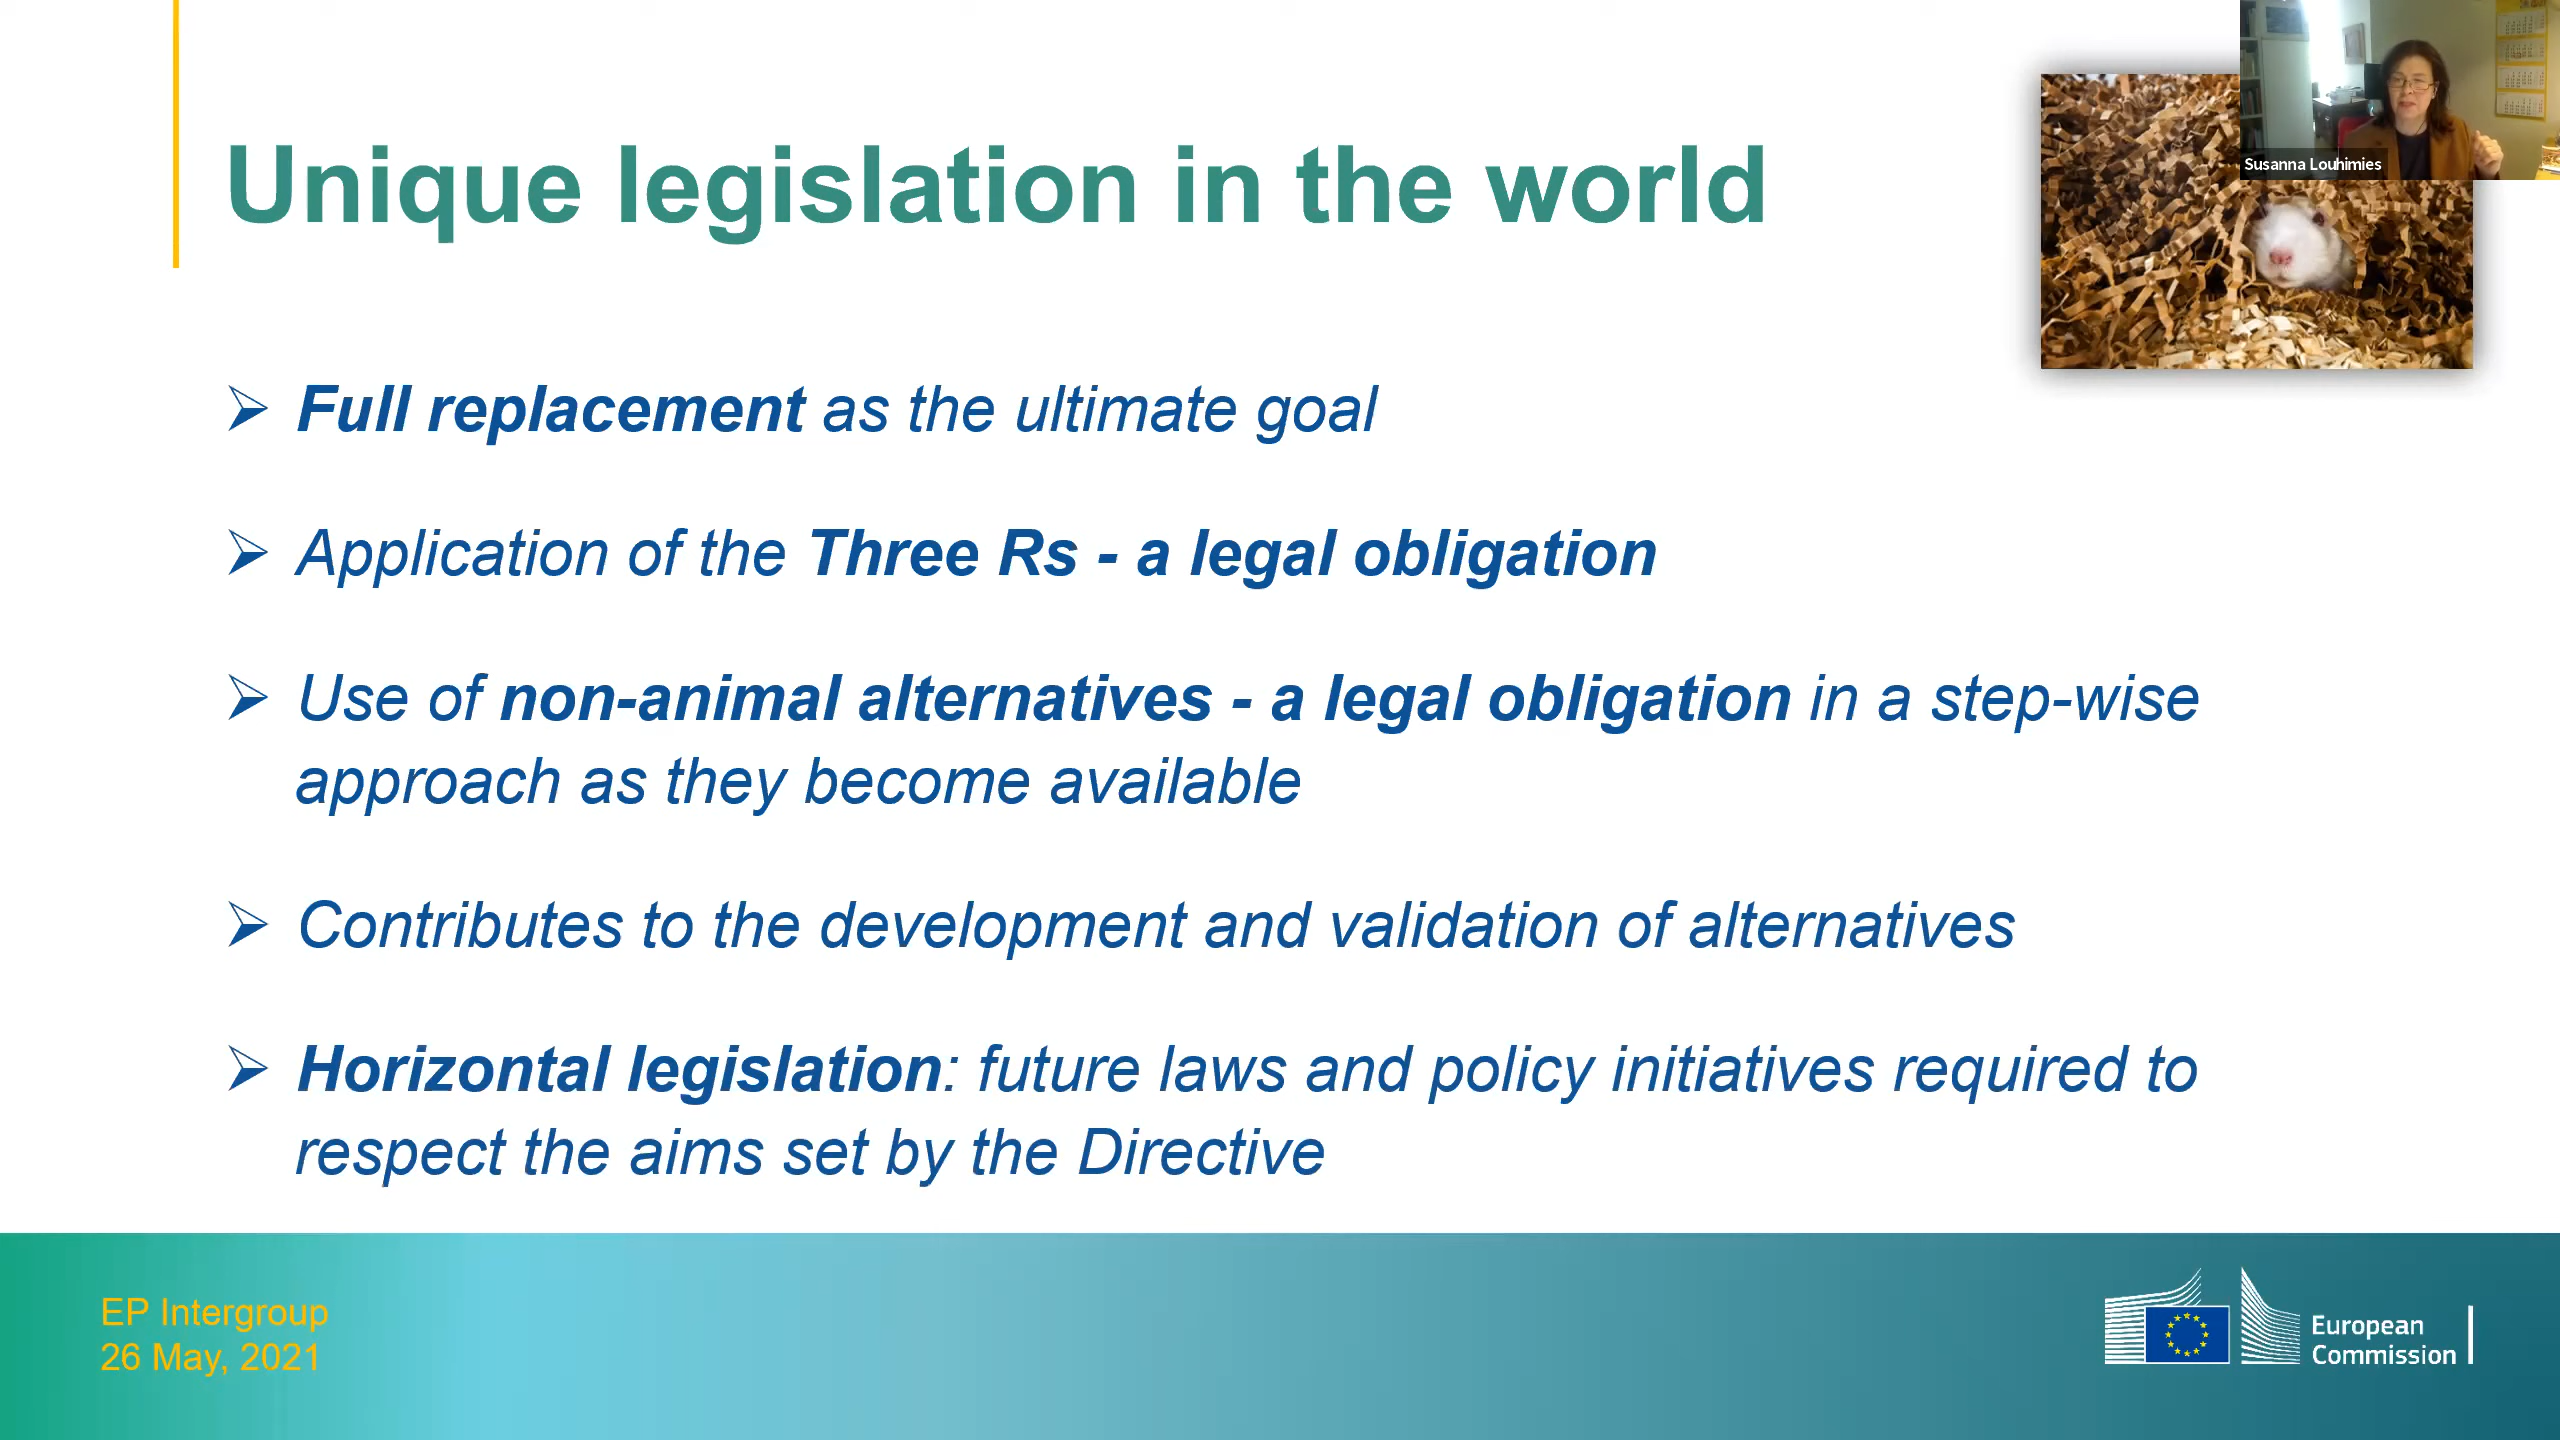 Unique legislation in the world
Susanna Louhimies
➢ Full replacement as the ultimate goal
➢ Application of the Three Rs - a legal obligation
➢ Use of non-animal alternatives - a legal obligation in a step-wise
approach as they become available
➢ Contributes to the development and validation of alternatives
➢ Horizontal legislation: future laws and policy initiatives required to
respect the aims set by the Directive
EP Intergroup
26 May, 2021
European
Commission